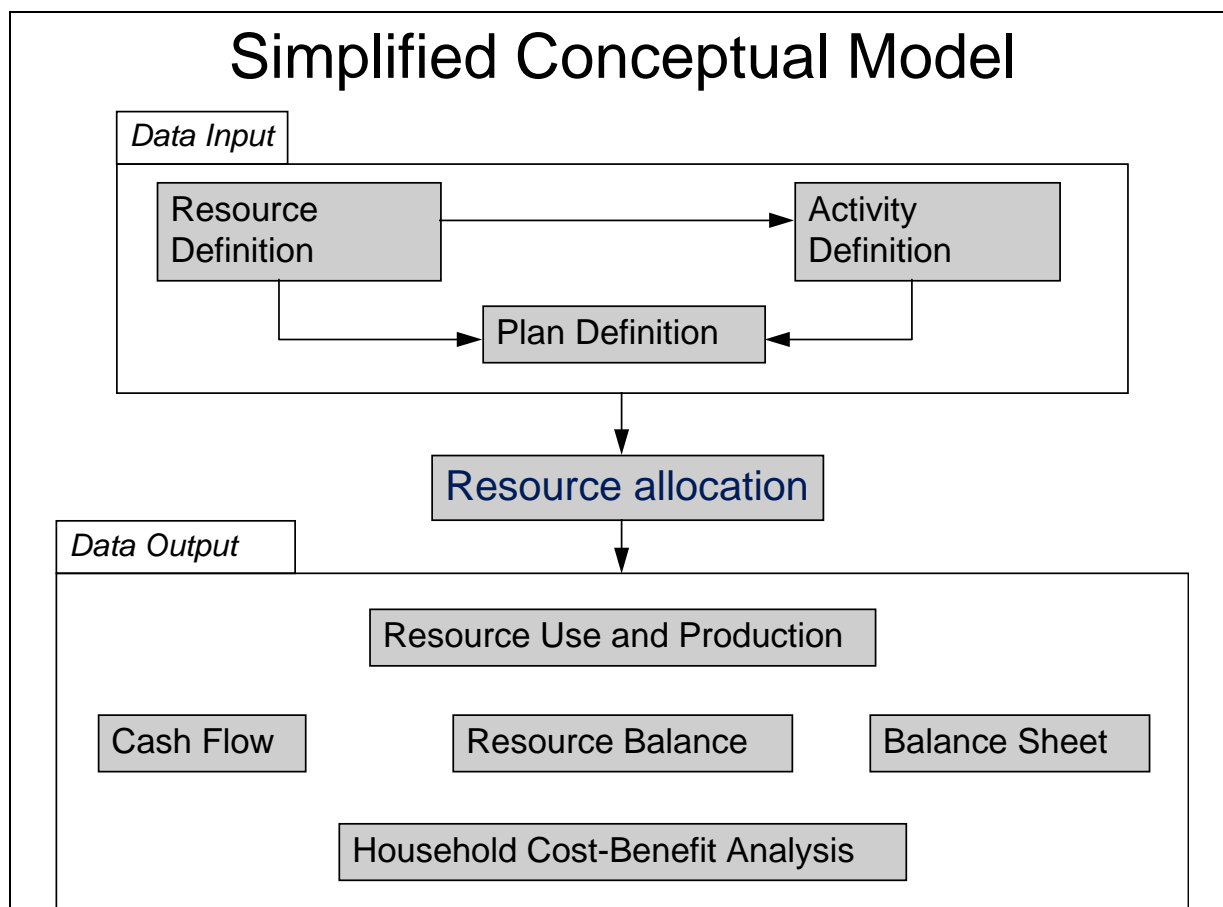 Simplified Conceptual Model
Data Input
Resource
Definition
Activity
Definition
Plan Definition
Resource allocation
Data Output
Resource Use and Production
Cash Flow
Resource Balance
Balance Sheet
Household Cost-Benefit Analysis